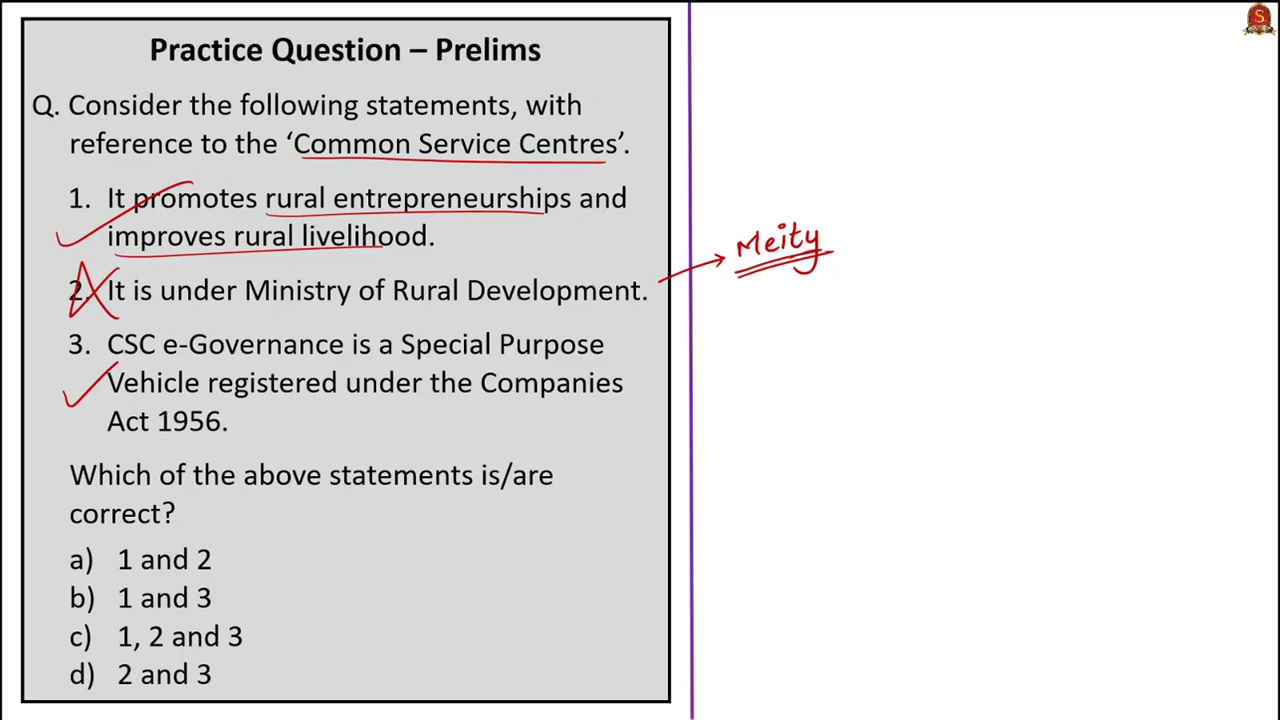 Practice Question – Prelims
Q. Consider the following statements, with
reference to the ‘Common Service Centres’.
1. It promotes rural entrepreneurships and
improves rural livelihood.
Meity
2. It is under Ministry of Rural Development.
3. CSC e-Governance is a Special Purpose
Vehicle registered under the Companies
Act 1956.
Which of the above statements is/are
correct?
a) 1 and 2
b) 1 and 3
c) 1, 2 and 3
d) 2 and 3